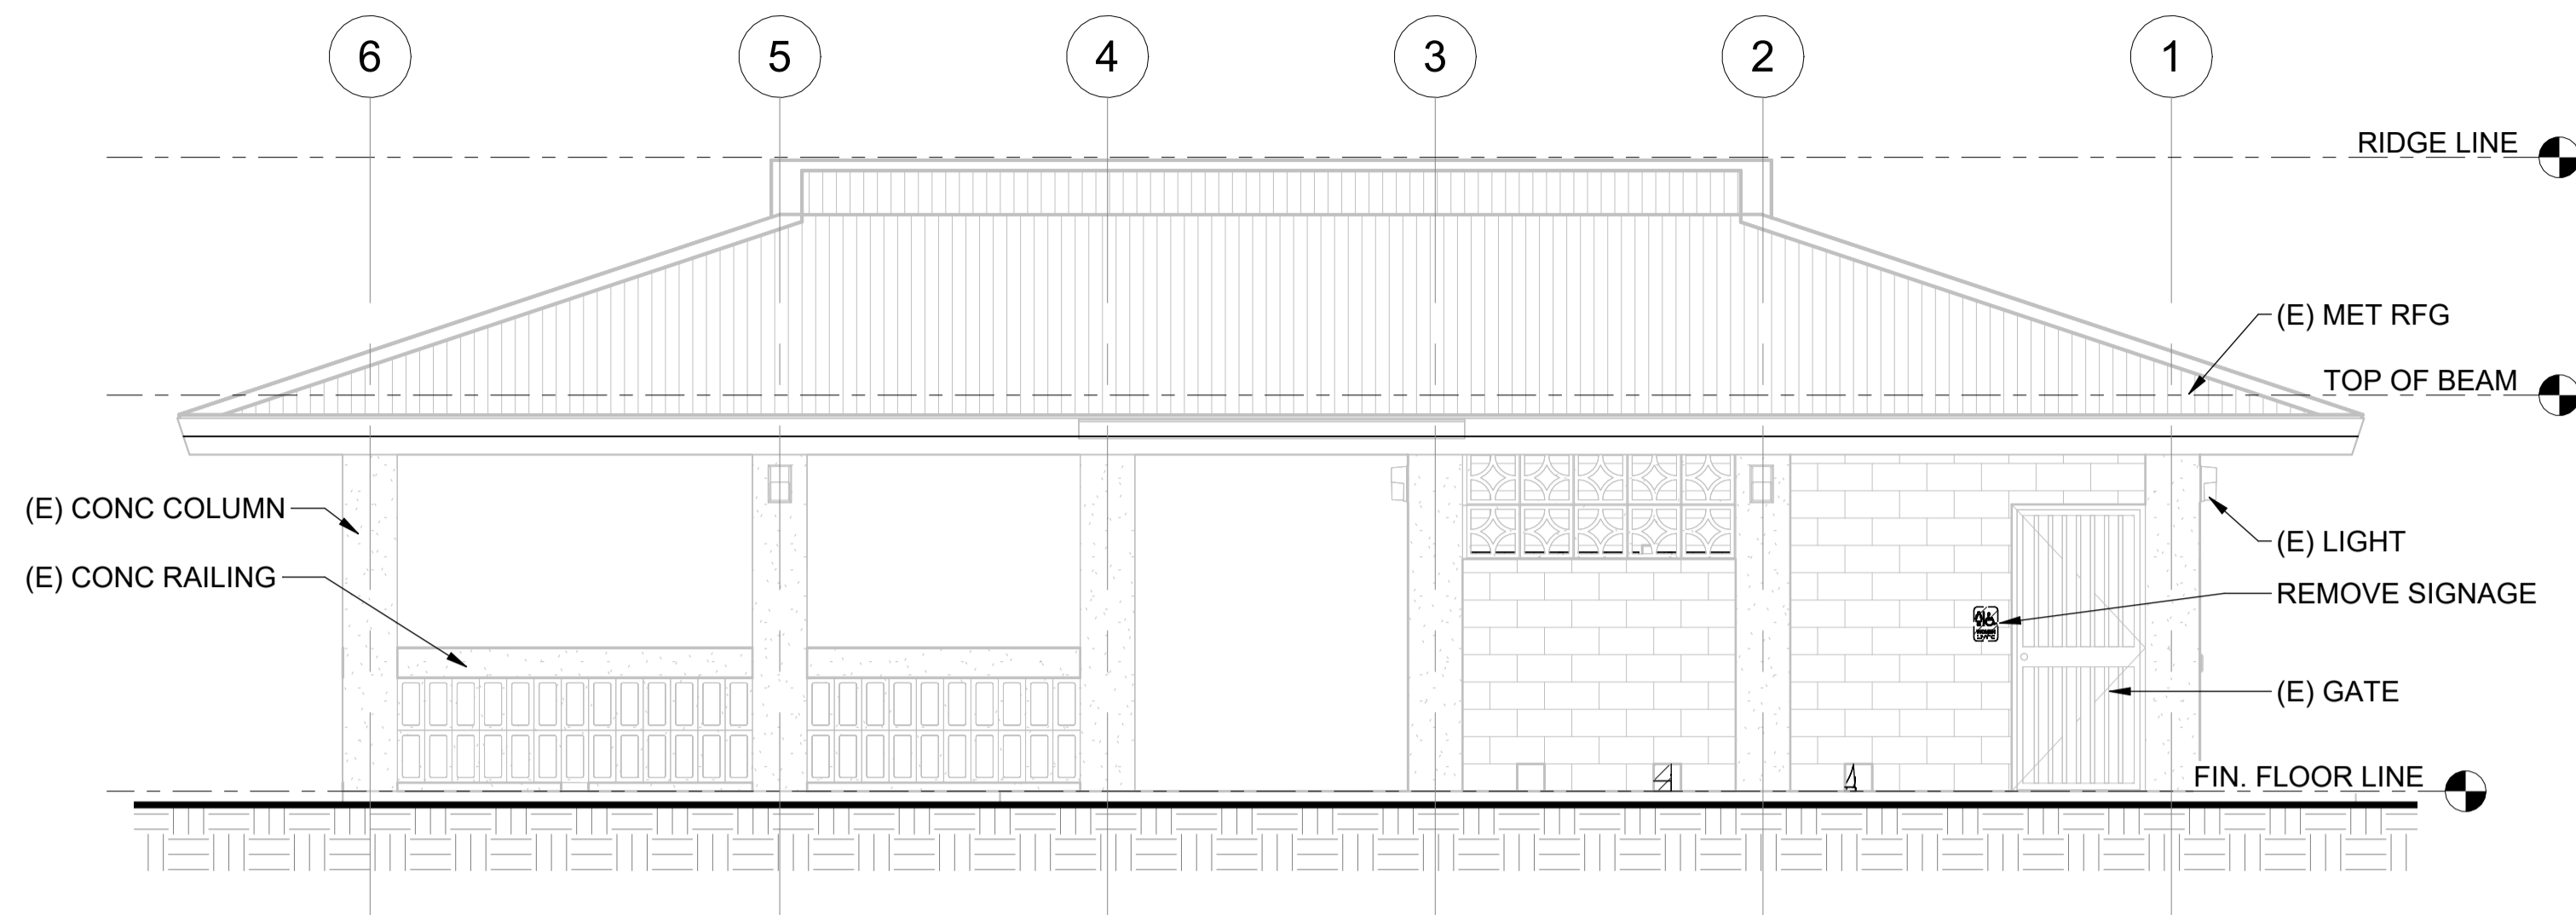 6 5 4 3 2 1
RIDGE LINE
(E) MET RFG
TOP OF BEAM
(E) CONC COLUMN
(E) LIGHT
(E) CONC RAILING
REMOVE SIGNAGE
(E) GATE
FIN. FLOOR LINE